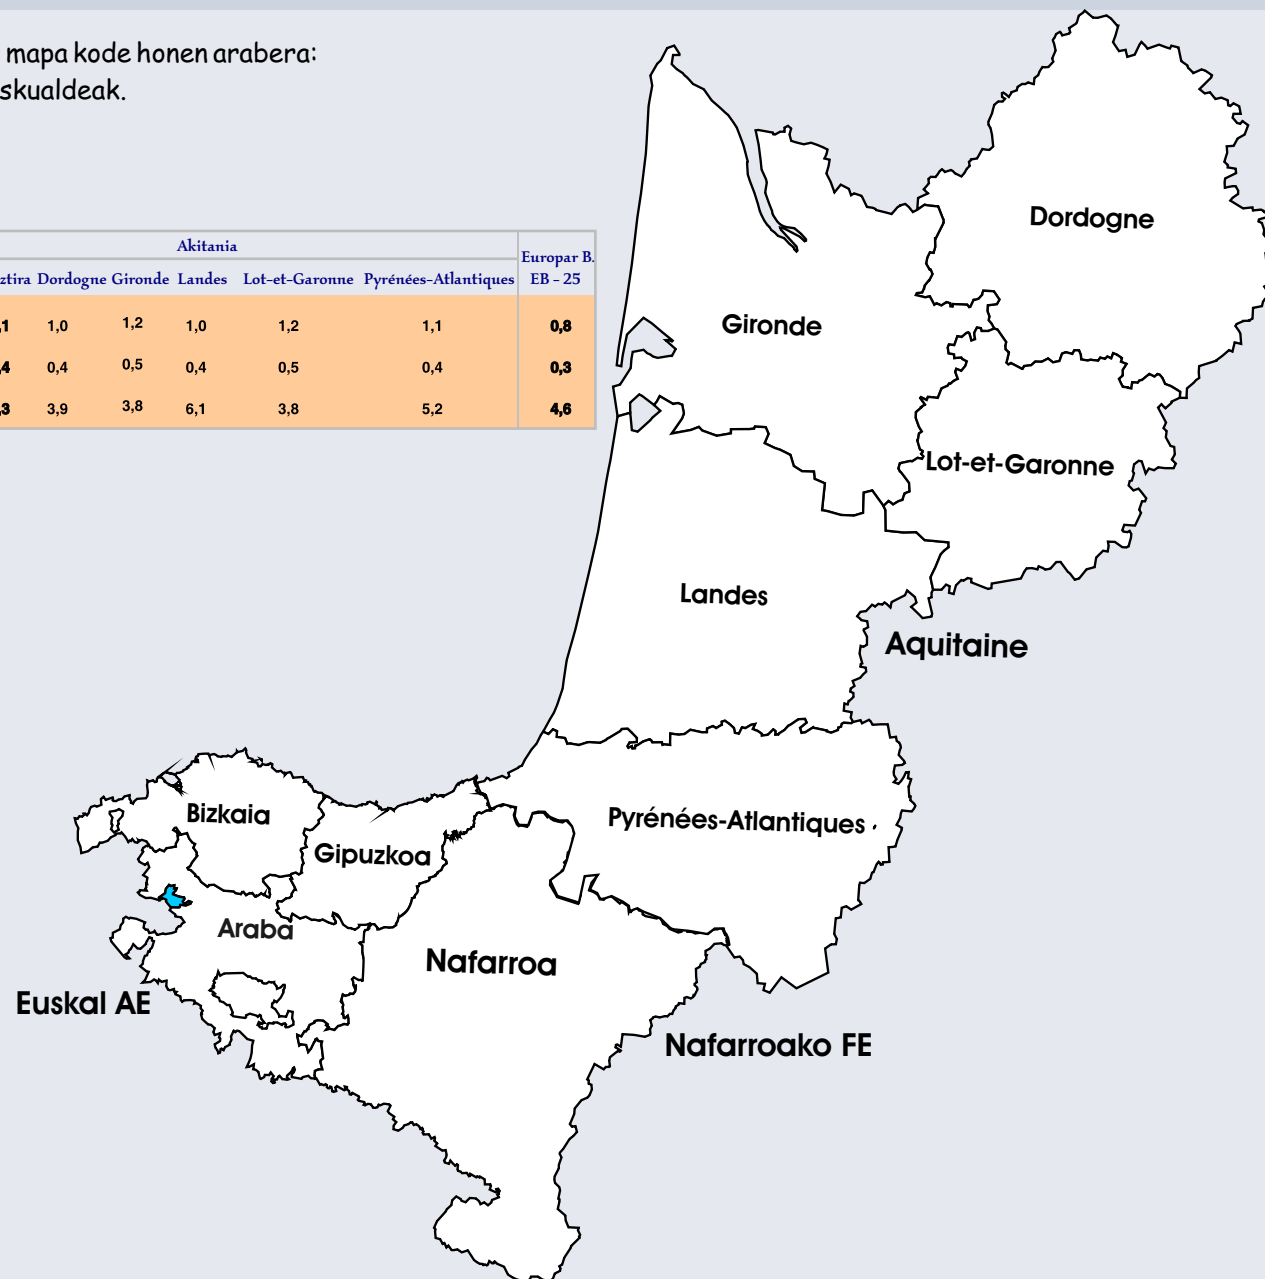 mapa kode honen arabera:
skualdeak.
Akitania
Europar B.
ztira Dordogne Gironde Landes Lot-et-Garonne Pyrénées-Atlantiques EB - 25
,1 1,0 1,2 1,0 1,2 1,1 0,8
,4 0,4 0,5 0,4 0,5 0,4 0,3
,3 3,9 3,8 6,1 3,8 5,2 4,6
Dordogne
Gironde
Lot-et-Garonne
Landes
Aquitaine
Bizkaia
Pyrénées-Atlantiques
Gipuzkoa
Araba
Nafarroa
Euskal AE
Nafarroako FE